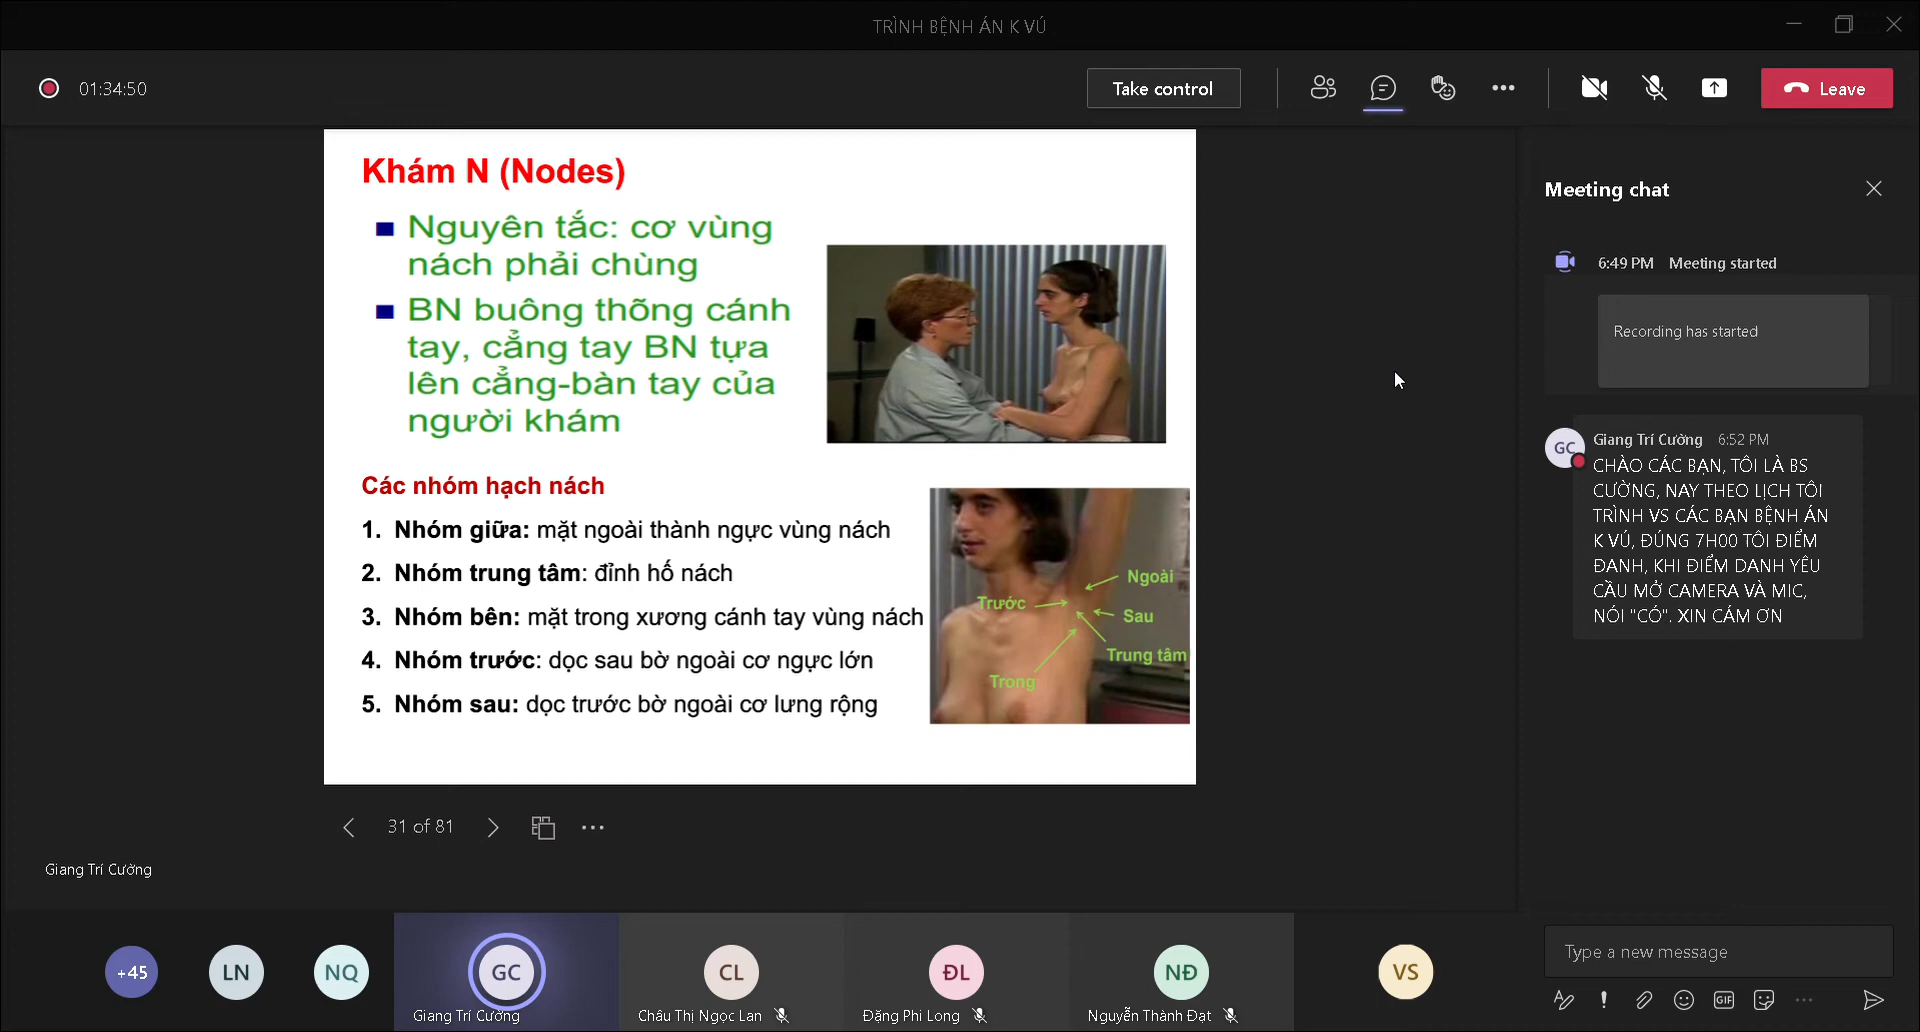 TRÌNH BỆNH ÁN K VÚ
01:34:50
Take control
Leave
Khám N (Nodes)
Nguyên tắc: cơ vùng
nách phải chùng
BN buông thõng cánh
tay, cẳng tay BN tựa
lên cẳng-bàn tay của
người khám
Các nhóm hạch nách
1. Nhóm giữa: mặt ngoài thành ngực vùng nách
2. Nhóm trung tâm: đỉnh hố nách
3. Nhóm bên: mặt trong xương cánh tay vùng nách
4. Nhóm trước: dọc sau bờ ngoài cơ ngực lớn
5. Nhóm sau: dọc trước bờ ngoài cơ lưng rộng
Ngoài
Trước
Sau
Trung tâm
Trong
31 of 81
Giang Trí Cường
Meeting chat
6:49 PM Meeting started
Recording has started
GC
Giang Trí Cường 6:52 PM
CHÀO CÁC BẠN, TÔI LÀ BS
CƯỜNG, NAY THEO LỊCH TÔI
TRÌNH VS CÁC BẠN BỆNH ÁN
K VÚ, ĐÚNG 7H00 TÔI ĐIỂM
DANH, KHI ĐIỂM DANH YÊU
CẦU MỞ CAMERA VÀ MIC,
NÓI "CÓ". XIN CÁM ƠN
Type a new message
GIF
+45
LN
NQ
GC
Giang Trí Cường
CL
Châu Thị Ngọc Lan
ĐL
Đặng Phi Long
NĐ
Nguyễn Thành Đạt
VS